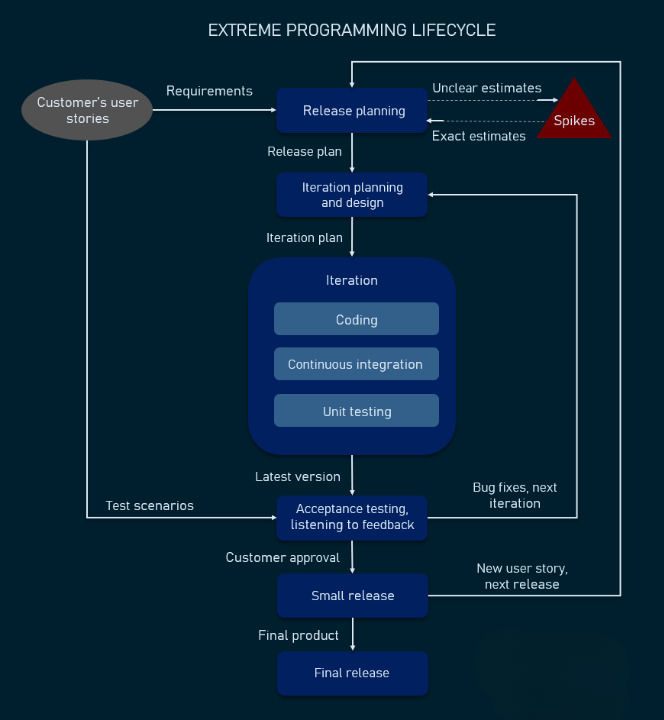 EXTREME PROGRAMMING LIFECYCLE
Customer's user
stories
Requirements
Release planning
Unclear estimates
Spikes
Exact estimates
Release plan
Iteration planning
and design
Iteration plan
Iteration
Coding
Continuous integration
Unit testing
Latest version
Test scenarios
Acceptance testing,
listening to feedback
Bug fixes, next
iteration
Customer approval
Small release
New user story,
next release
Final product
Final release